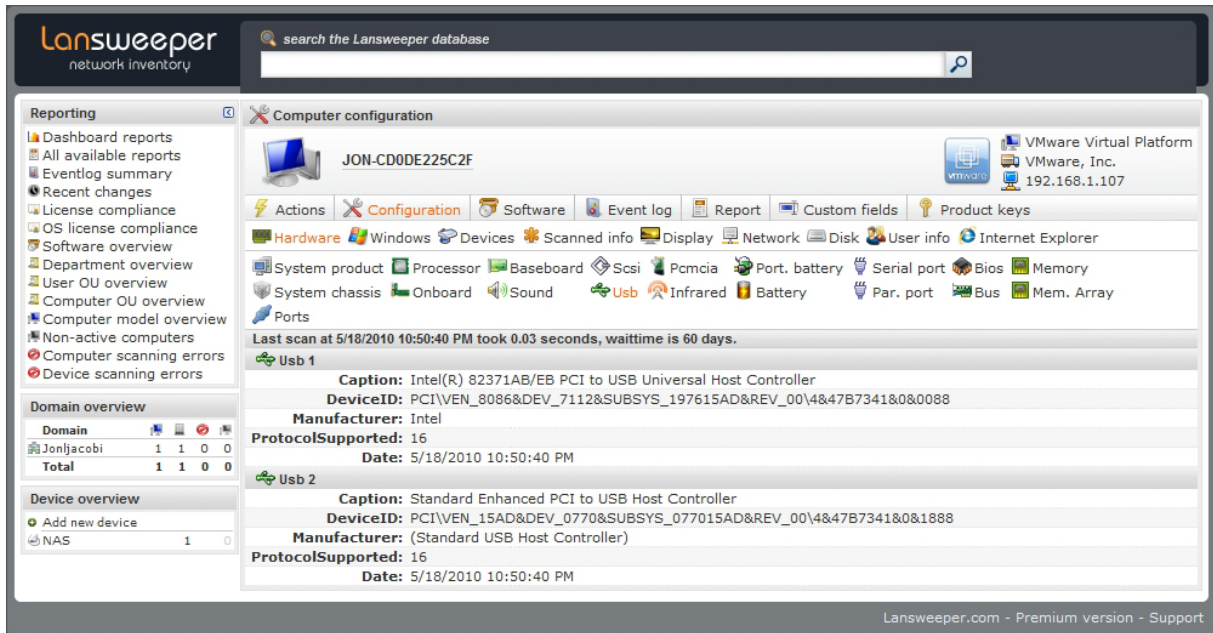 Lansweeper
network inventory
search the Lansweeper database
Reporting
Dashboard reports
All available reports
Eventlog summary
Recent changes
License compliance
OS license compliance
Software overview
Department overview
User OU overview
Computer OU overview
Computer model overview
Non-active computers
Computer scanning errors
Device scanning errors
Domain overview
Domain
Jonljacobi 1 1 0 0
Total 1 1 0 0
Device overview
Add new device
NAS 1 0
Computer configuration
JON-CD0DE225C2F
vmware
VMware Virtual Platform
VMware, Inc.
192.168.1.107
Actions Configuration Software Event log Report Custom fields Product keys
Hardware Windows Devices Scanned info Display Network Disk User info Internet Explorer
System product Processor Baseboard Scsi Pcmcia Port. battery Serial port Bios Memory
System chassis Onboard Sound Usb Infrared Battery Par. port Bus Mem. Array
Ports
Last scan at 5/18/2010 10:50:40 PM took 0.03 seconds, waittime is 60 days.
Usb 1
Caption: Intel(R) 82371AB/EB PCI to USB Universal Host Controller
DeviceID: PCI\VEN_8086&DEV_7112&SUBSYS_197615AD&REV_00\4&47B7341&0&0088
Manufacturer: Intel
ProtocolSupported: 16
Date: 5/18/2010 10:50:40 PM
Usb 2
Caption: Standard Enhanced PCI to USB Host Controller
DeviceID: PCI\VEN_15AD&DEV_0770&SUBSYS_077015AD&REV_00\4&47B7341&0&1888
Manufacturer: (Standard USB Host Controller)
ProtocolSupported: 16
Date: 5/18/2010 10:50:40 PM
Lansweeper.com - Premium version - Support